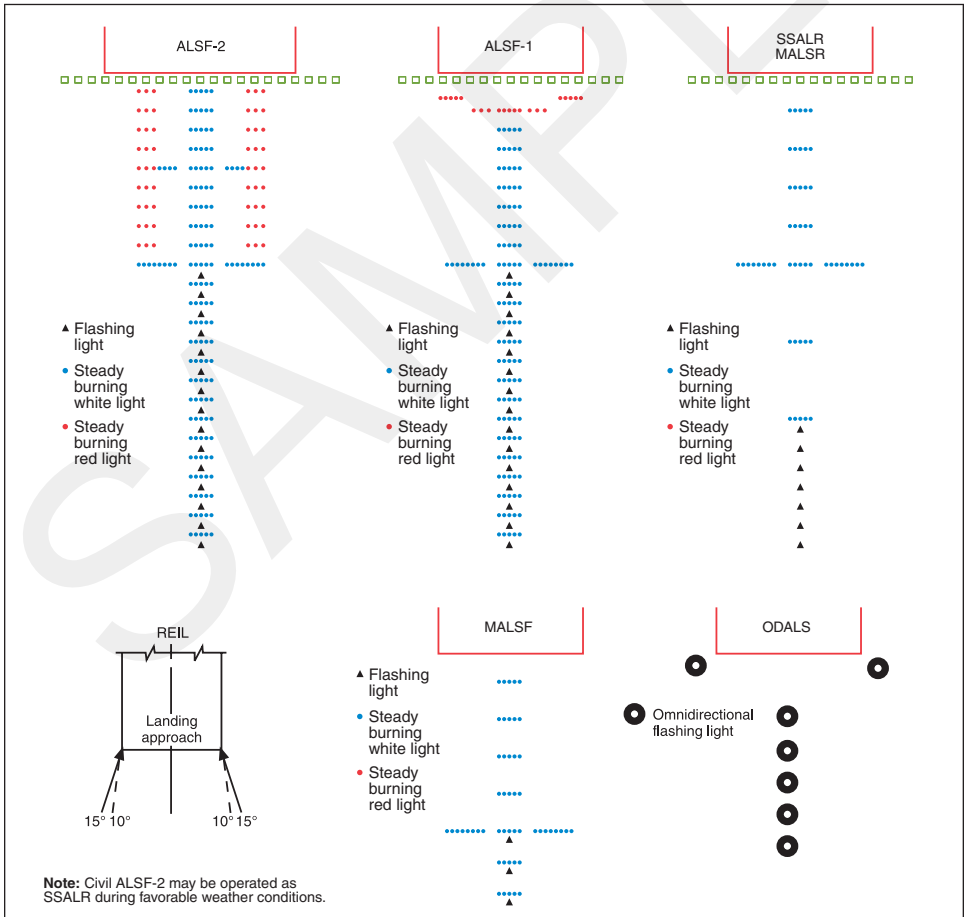 SAMPLE
ALSF-2
ALSF-1
SSALR
MALSR
▲ Flashing
light
• Steady
burning
white light
• Steady
burning
red light
▲ Flashing
light
• Steady
burning
white light
• Steady
burning
red light
▲ Flashing
light
• Steady
burning
white light
• Steady
burning
red light
REIL
Landing
approach
15° 10°
10° 15°
MALSF
▲ Flashing
light
• Steady
burning
white light
• Steady
burning
red light
ODALS
Omnidirectional
flashing light
Note: Civil ALSF-2 may be operated as
SSALR during favorable weather conditions.